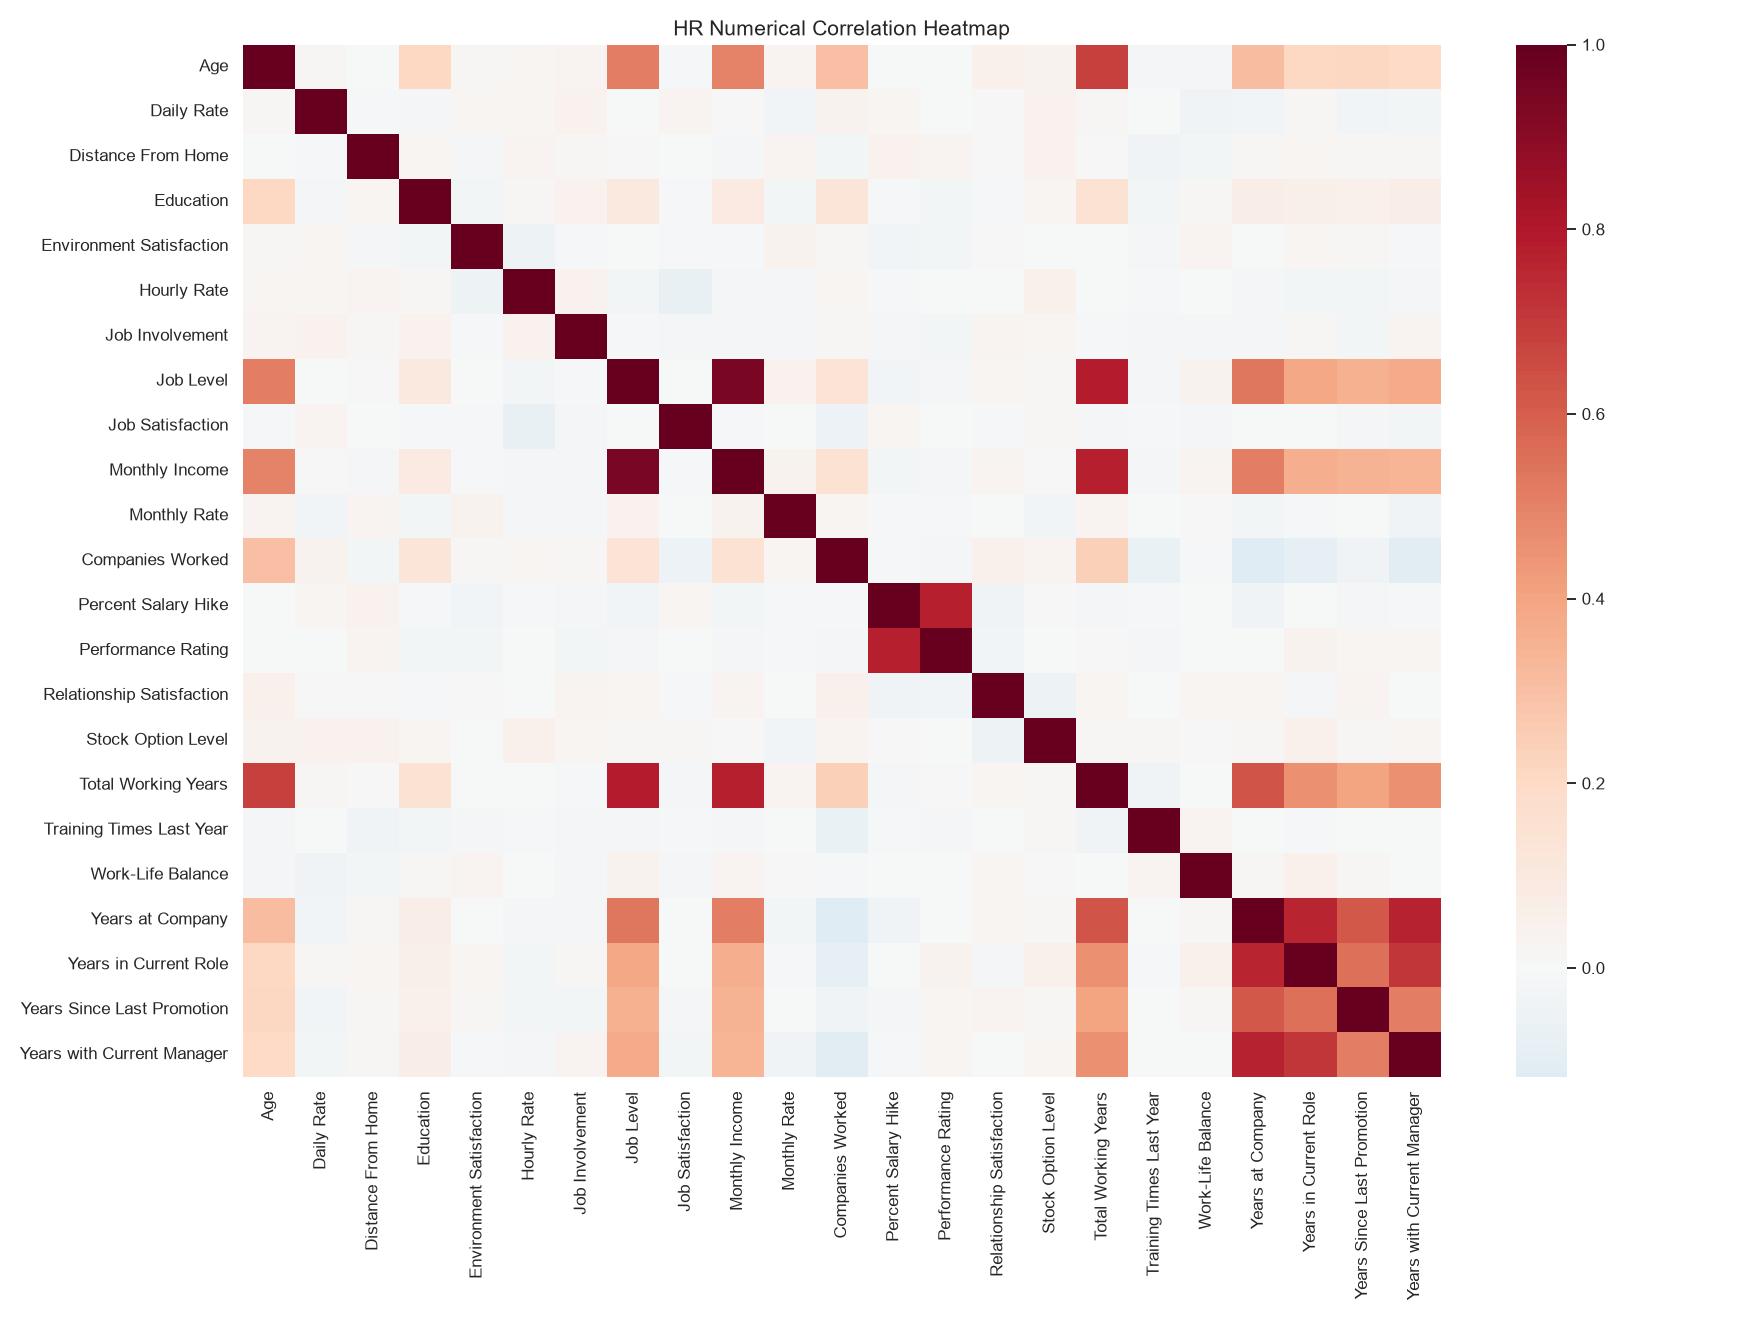 HR Numerical Correlation Heatmap
Age
Daily Rate
Distance From Home
Education
Environment Satisfaction
Hourly Rate
Job Involvement
Job Level
Job Satisfaction
Monthly Income
Monthly Rate
Companies Worked
Percent Salary Hike
Performance Rating
Relationship Satisfaction
Stock Option Level
Total Working Years
Training Times Last Year
Work-Life Balance
Years at Company
Years in Current Role
Years Since Last Promotion
Years with Current Manager
Age
Daily Rate
Distance From Home
Education
Environment Satisfaction
Hourly Rate
Job Involvement
Job Level
Job Satisfaction
Monthly Income
Monthly Rate
Companies Worked
Percent Salary Hike
Performance Rating
Relationship Satisfaction
Stock Option Level
Total Working Years
Training Times Last Year
Work-Life Balance
Years at Company
Years in Current Role
Years Since Last Promotion
Years with Current Manager
1.0
0.8
0.6
0.4
0.2
0.0